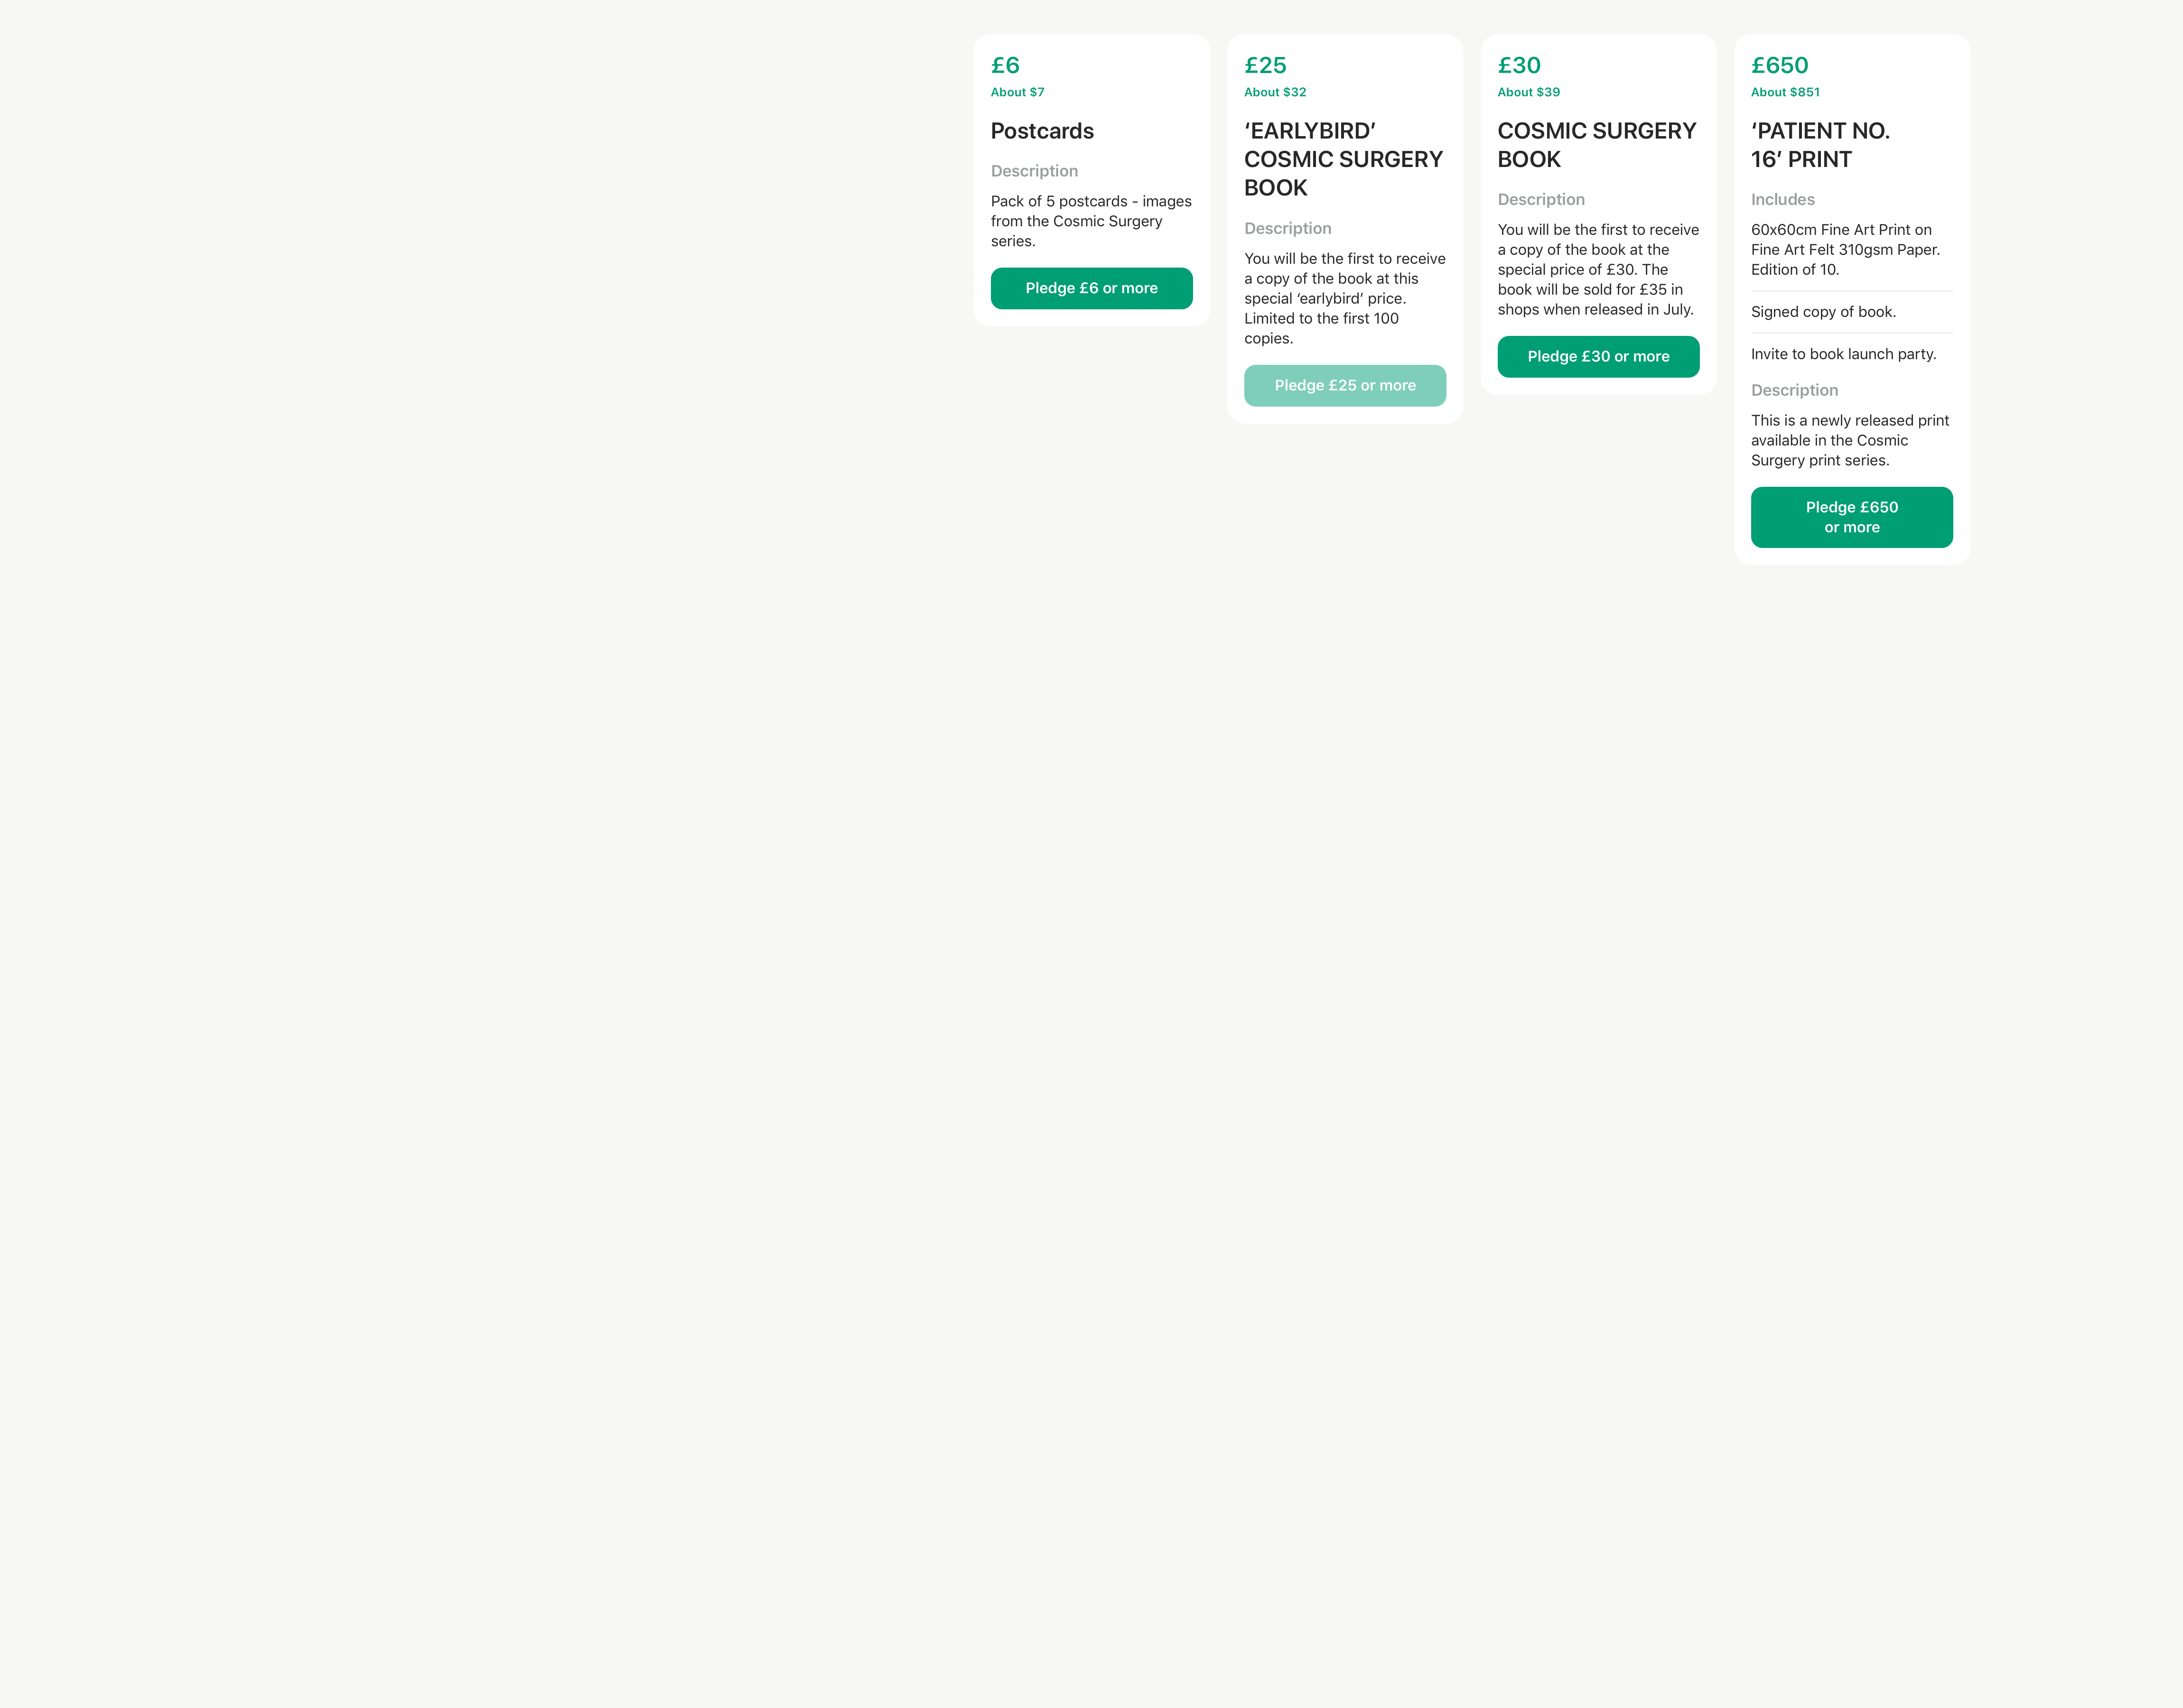 £6
About $7
Postcards
Description
Pack of 5 postcards - images
from the Cosmic Surgery
series.
Pledge £6 or more
£25
About $32
‘EARLYBIRD’
COSMIC SURGERY
BOOK
Description
You will be the first to receive
a copy of the book at this
special ‘earlybird’ price.
Limited to the first 100
copies.
Pledge £25 or more
£30
About $39
COSMIC SURGERY
BOOK
Description
You will be the first to receive
a copy of the book at the
special price of £30. The
book will be sold for £35 in
shops when released in July.
Pledge £30 or more
£650
About $851
‘PATIENT NO.
16’ PRINT
Includes
60x60cm Fine Art Print on
Fine Art Felt 310gsm Paper.
Edition of 10.
Signed copy of book.
Invite to book launch party.
Description
This is a newly released print
available in the Cosmic
Surgery print series.
Pledge £650
or more